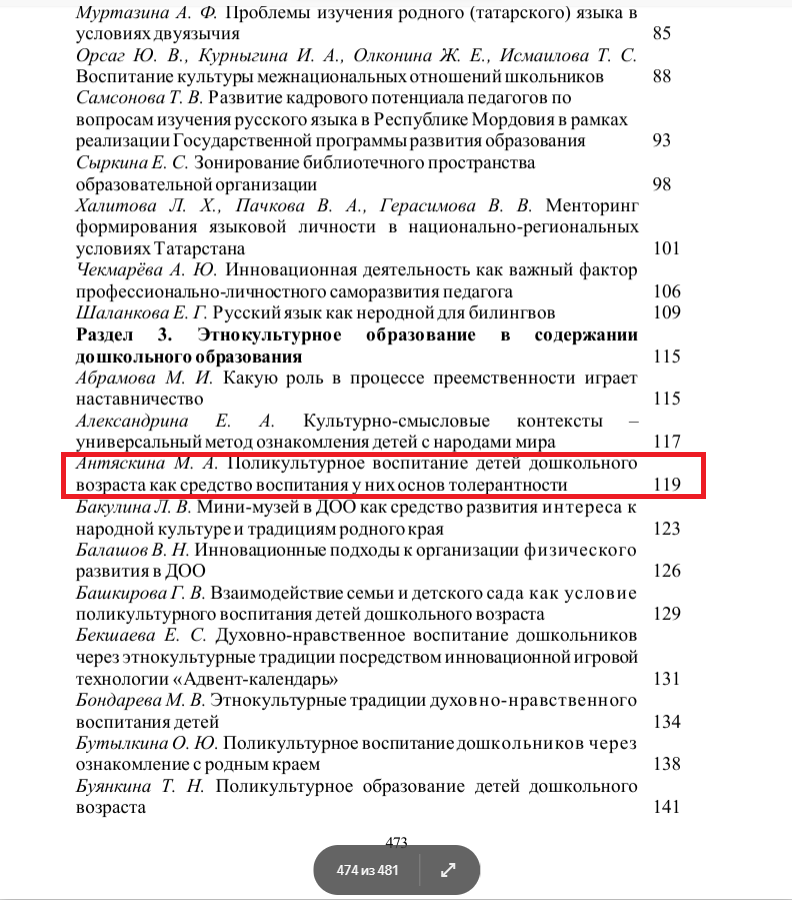 Муртазина А. Ф. Проблемы изучения родного (татарского) языка в
условиях двуязычия 85
Орсаг Ю. В., Курныгина И. А., Олконина Ж. Е., Исмаилова Т. С.
Воспитание культуры межнациональных отношений школьников 88
Самсонова Т. В. Развитие кадрового потенциала педагогов по
вопросам изучения русского языка в Республике Мордовия в рамках
реализации Государственной программы развития образования 93
Сыркина Е. С. Зонирование библиотечного пространства
образовательной организации 98
Халитова Л. Х., Пачкова В. А., Герасимова В. В. Менторинг
формирования языковой личности в национально-региональных
условиях Татарстана 101
Чекмарёва А. Ю. Инновационная деятельность как важный фактор
профессионально-личностного саморазвития педагога 106
Шаланкова Е. Г. Русский язык как неродной для билингвов 109
Раздел 3. Этнокультурное образование в содержании
дошкольного образования 115
Абрамова М. И. Какую роль в процессе преемственности играет
наставничество 115
Александрина Е. А. Культурно-смысловые контексты –
универсальный метод ознакомления детей с народами мира 117
Антяскина М. А. Поликультурное воспитание детей дошкольного
возраста как средство воспитания у них основ толерантности 119
Бакулина Л. В. Мини-музей в ДОО как средство развития интереса к
народной культуре и традициям родного края 123
Балашов В. Н. Инновационные подходы к организации физического
развития в ДОО 126
Башкирова Г. В. Взаимодействие семьи и детского сада как условие
поликультурного воспитания детей дошкольного возраста 129
Бекшаева Е. С. Духовно-нравственное воспитание дошкольников
через этнокультурные традиции посредством инновационной игровой
технологии «Адвент-календарь» 131
Бондарева М. В. Этнокультурные традиции духовно-нравственного
воспитания детей 134
Бутылкина О. Ю. Поликультурное воспитание дошкольников через
ознакомление с родным краем 138
Буянкина Т. Н. Поликультурное образование детей дошкольного
возраста 141
473
474 из 481